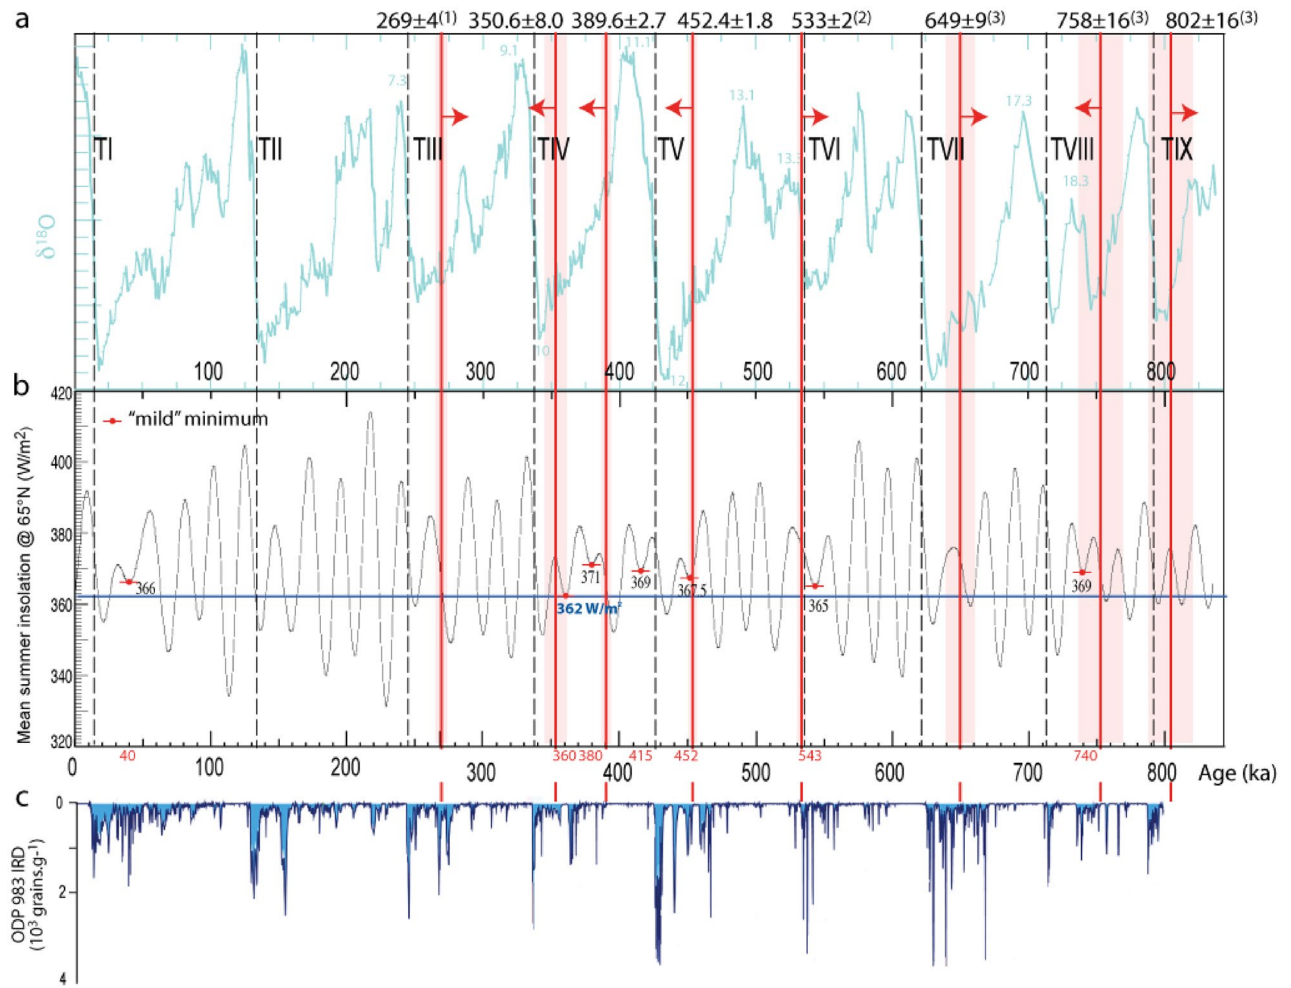 a
269±4(1) 350.6±8.0 389.6±2.7 452.4±1.8 533±2(2) 649±9(3) 758±16(3) 802±16(3)
9.1 11.1
7.3 13.1 17.3
TI TII TIII TIV TV 13.3 TVI TVII TVIII TIX
18.3
δ18O
10 12
100 200 300 400 500 600 700 800
b
Mean summer insolation @ 65°N (W/m2)
420
"mild" minimum
400
380
371 369 369
366 367.5 365
360
362 W/m2
340
320
40 360 380 415 452 543 740
0 100 200 300 400 500 600 700 800 Age (ka)
c
ODP 983 IRD
(103 grains.g-1)
0
2
4